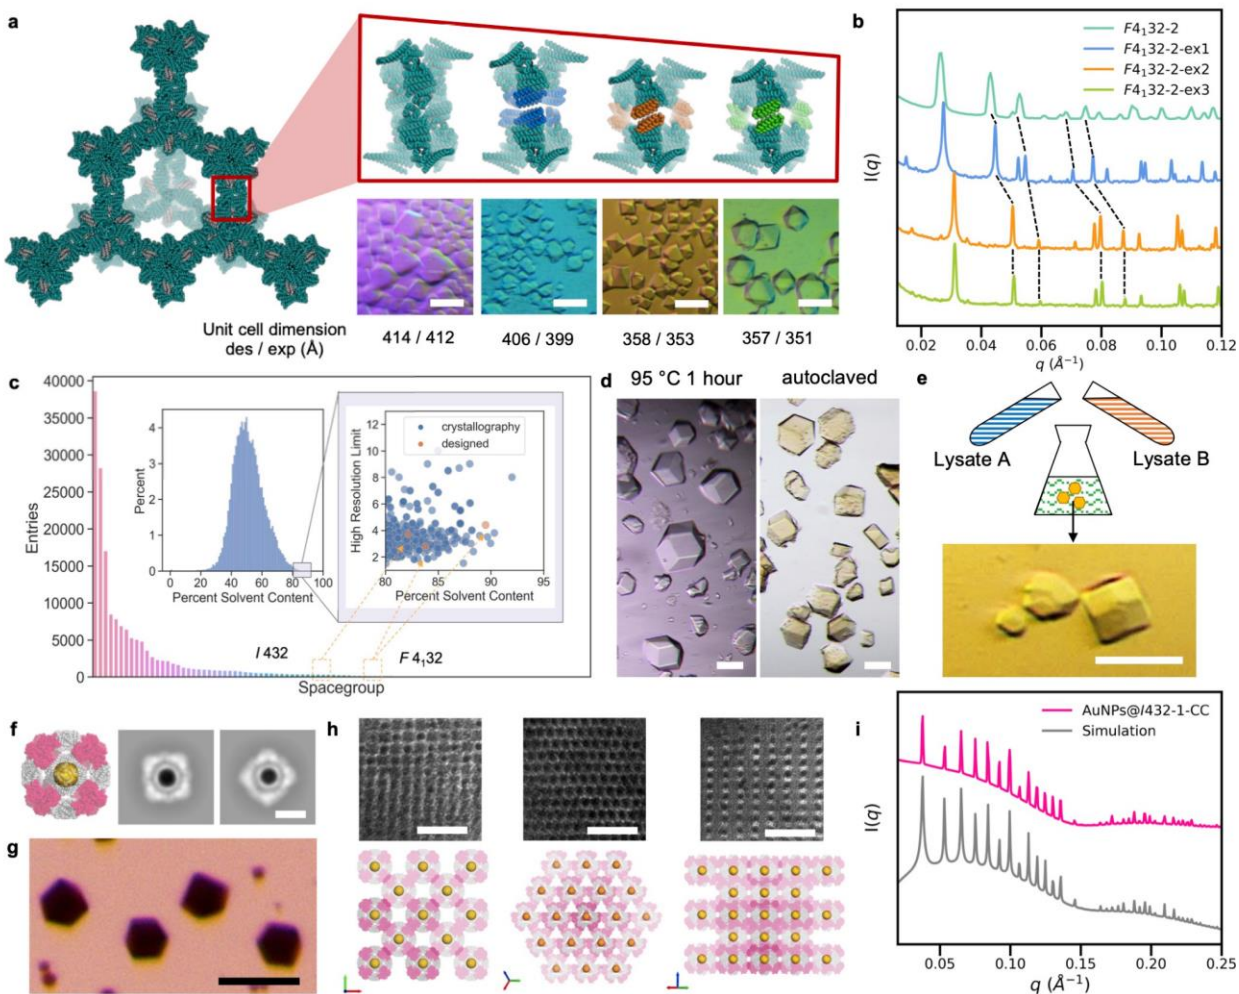 a
Unit cell dimension
des / exp (Å)
414 / 412
406 / 399
358 / 353
357 / 351
b
F4₁32-2
F4₁32-2-ex1
F4₁32-2-ex2
F4₁32-2-ex3
I(q)
0.02
0.04
0.06
0.08
0.10
0.12
q (Å⁻¹)
c
Entries
40000
35000
30000
25000
20000
15000
10000
5000
0
Percent
4
3
2
1
0
0
20
40
60
80
100
Percent Solvent Content
High Resolution Limit
12
10
8
6
4
2
crystallography
designed
80
85
90
95
Percent Solvent Content
I 432
F 4₁32
Spacegroup
d
95 °C 1 hour
autoclaved
e
Lysate A
Lysate B
f
g
h
i
AuNPs@I432-1-CC
Simulation
I(q)
0.05
0.10
0.15
0.20
0.25
q (Å⁻¹)